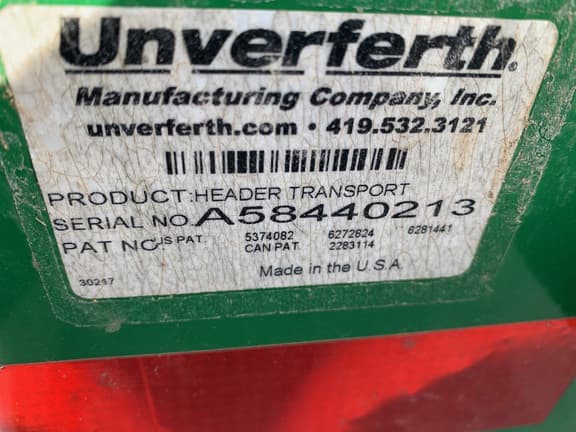 Unverferth
Manufacturing Company, Inc.
unverferth.com • 419.532.3121
PRODUCT:HEADER TRANSPORT
SERIAL NO.A58440213
PAT NO. US PAT. 5374082 6272824 6281441
CAN PAT. 2283114
30217 Made in the U.S.A